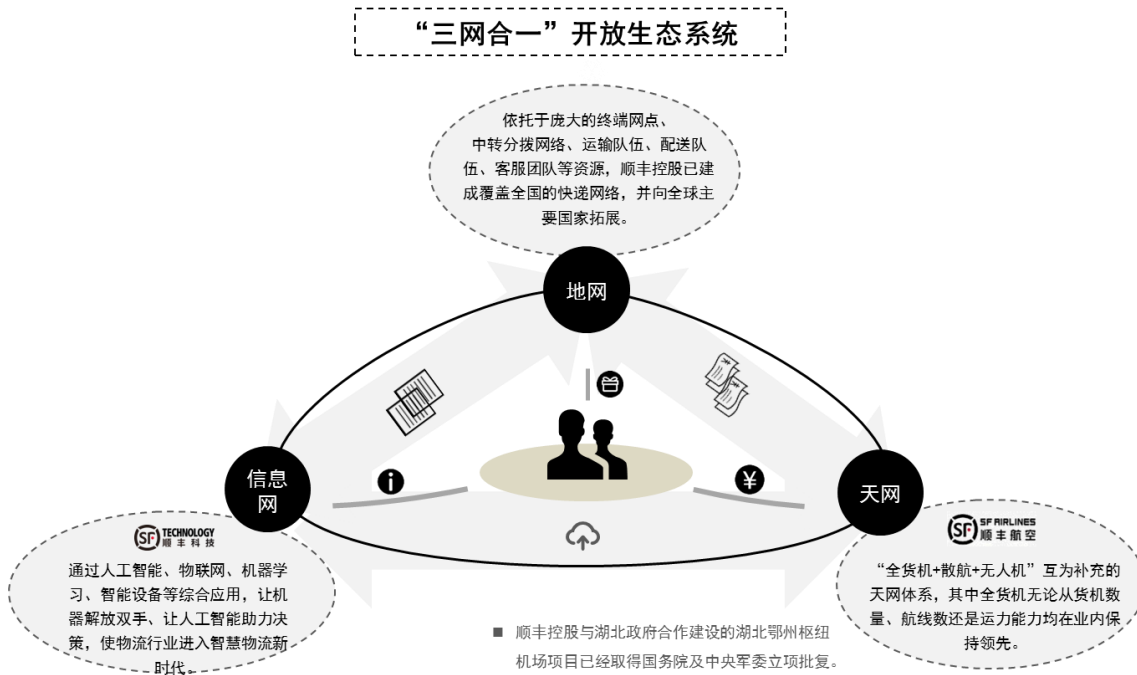 “三网合一”开放生态系统
依托于庞大的终端网点、
中转分拨网络、运输队伍、配送队
伍、客服团队等资源，顺丰控股已建
成覆盖全国的快递网络，并向全球主
要国家拓展。
地网
信息
网
天网
SF TECHNOLOGY
顺丰科技
通过人工智能、物联网、机器学
习、智能设备等综合应用，让机
器解放双手、让人工智能助力决
策，使物流行业进入智慧物流新
时代。
SF SF AIRLINES
顺丰航空
“全货机+散航+无人机”互为补充的
天网体系，其中全货机无论从货机数
量、航线数还是运力能力均在业内保
持领先。
■ 顺丰控股与湖北政府合作建设的湖北鄂州枢纽
机场项目已经取得国务院及中央军委立项批复。